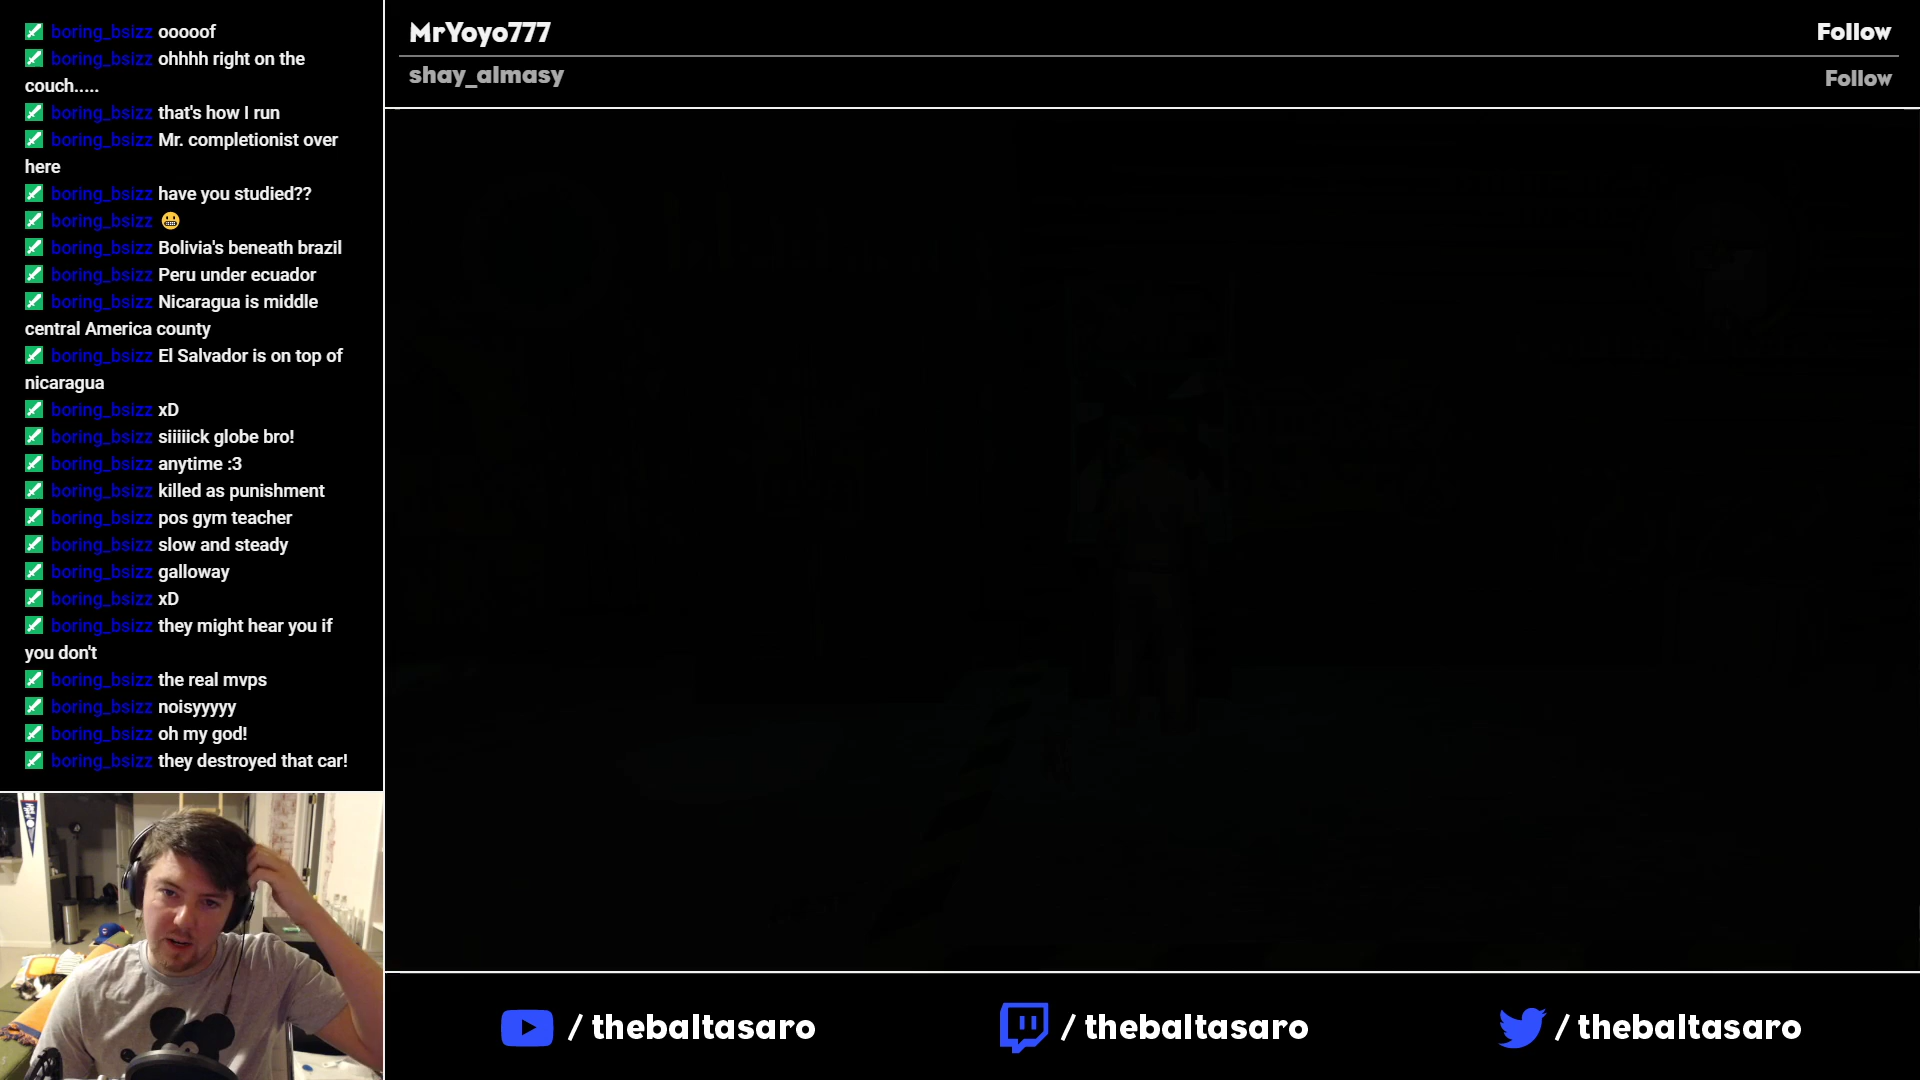 boring_bsizz ooooof
boring_bsizz ohhhh right on the
couch.....
boring_bsizz that's how I run
boring_bsizz Mr. completionist over
here
boring_bsizz have you studied??
boring_bsizz 😬
boring_bsizz Bolivia's beneath brazil
boring_bsizz Peru under ecuador
boring_bsizz Nicaragua is middle
central America county
boring_bsizz El Salvador is on top of
nicaragua
boring_bsizz xD
boring_bsizz siiiiick globe bro!
boring_bsizz anytime :3
boring_bsizz killed as punishment
boring_bsizz pos gym teacher
boring_bsizz slow and steady
boring_bsizz galloway
boring_bsizz xD
boring_bsizz they might hear you if
you don't
boring_bsizz the real mvps
boring_bsizz noisyyyyy
boring_bsizz oh my god!
boring_bsizz they destroyed that car!
MrYoyo777 Follow
shay_almasy Follow
/ thebaltasaro
/ thebaltasaro
/ thebaltasaro